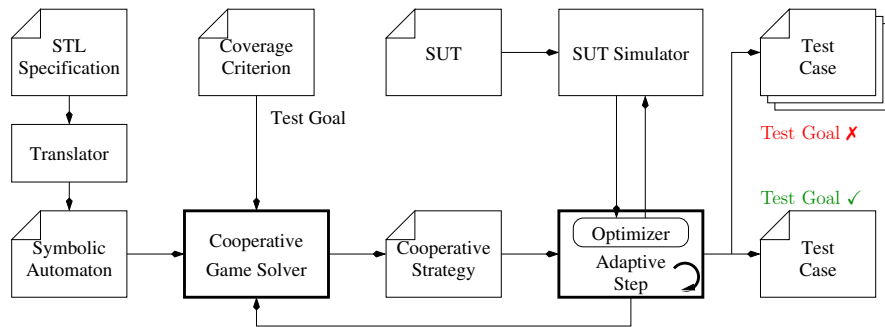 STL
Specification
Coverage
Criterion
SUT
SUT Simulator
Test
Case
Test Goal
Test Goal ✗
Translator
Test Goal ✓
Symbolic
Automaton
Cooperative
Game Solver
Cooperative
Strategy
Optimizer
Adaptive
Step
Test
Case